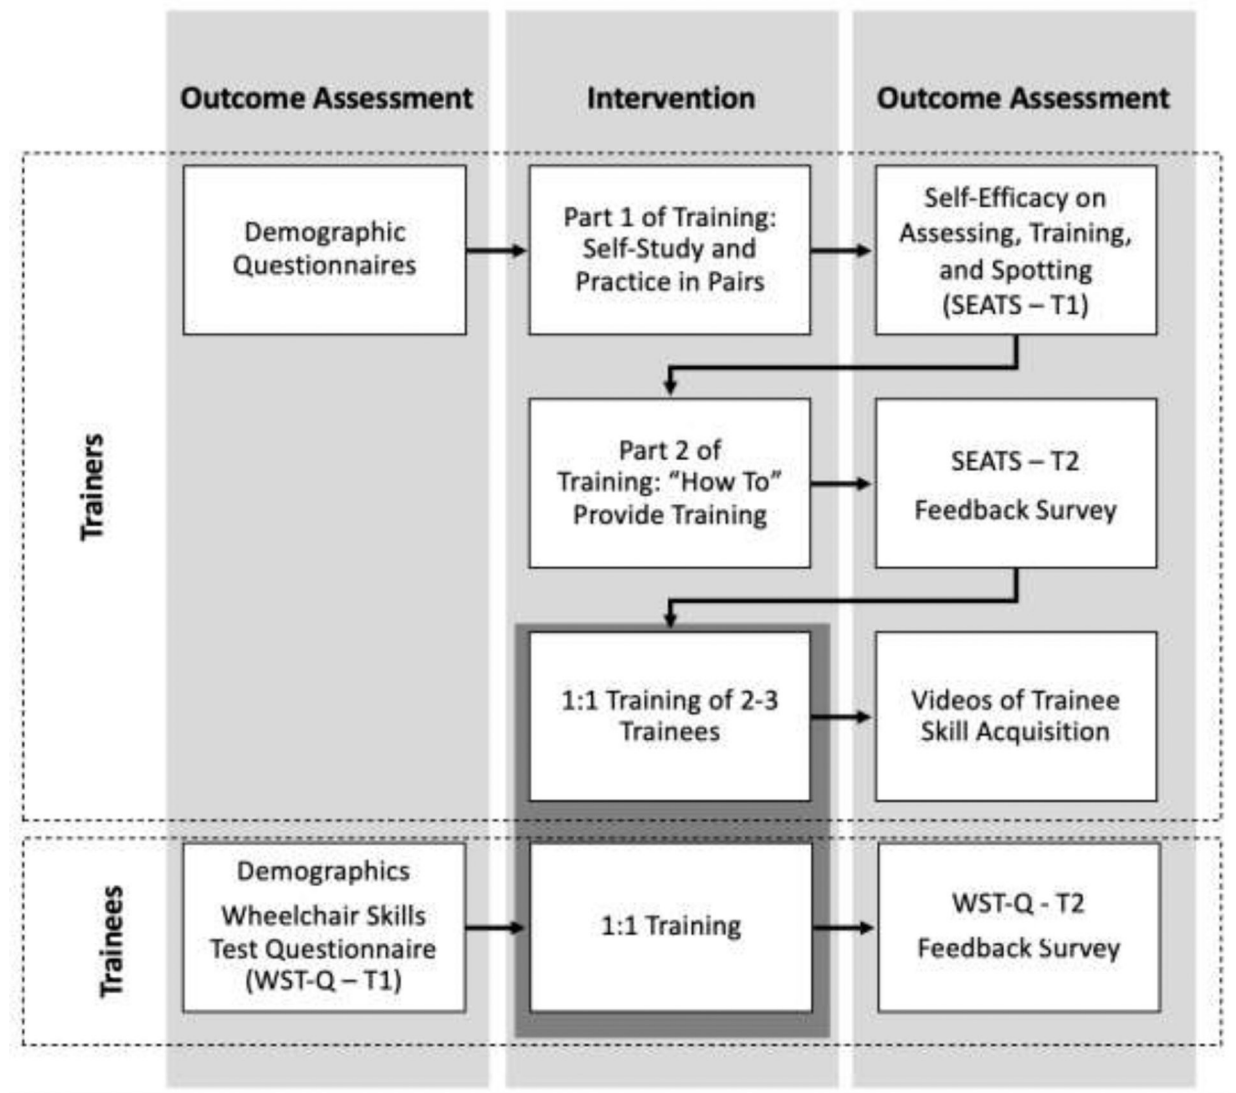 Outcome Assessment
Intervention
Outcome Assessment
Trainers
Demographic
Questionnaires
Part 1 of Training:
Self-Study and
Practice in Pairs
Self-Efficacy on
Assessing, Training,
and Spotting
(SEATS – T1)
Part 2 of
Training: “How To”
Provide Training
SEATS – T2
Feedback Survey
1:1 Training of 2-3
Trainees
Videos of Trainee
Skill Acquisition
Trainees
Demographics
Wheelchair Skills
Test Questionnaire
(WST-Q – T1)
1:1 Training
WST-Q - T2
Feedback Survey